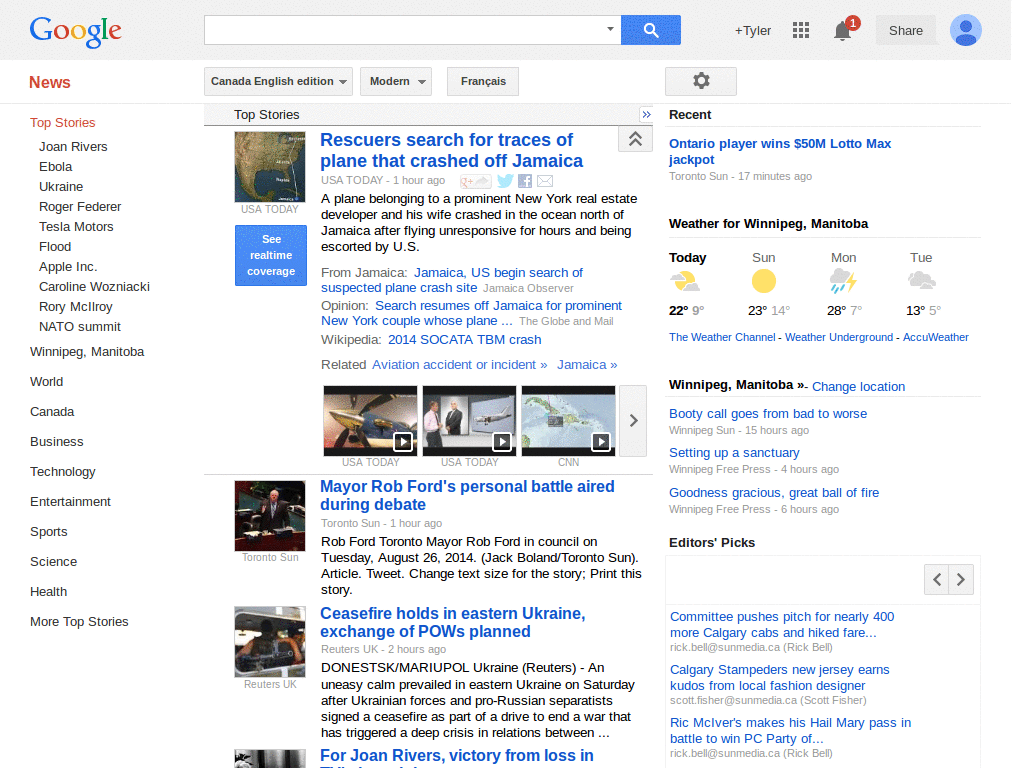 Google
+Tyler
1
Share
News
Canada English edition
Modern
Français
Top Stories
Joan Rivers
Ebola
Ukraine
Roger Federer
Tesla Motors
Flood
Apple Inc.
Caroline Wozniacki
Rory McIlroy
NATO summit
Winnipeg, Manitoba
World
Canada
Business
Technology
Entertainment
Sports
Science
Health
More Top Stories
Top Stories
»
USA TODAY
See
realtime
coverage
Rescuers search for traces of
plane that crashed off Jamaica
USA TODAY - 1 hour ago
g+
A plane belonging to a prominent New York real estate
developer and his wife crashed in the ocean north of
Jamaica after flying unresponsive for hours and being
escorted by U.S.
From Jamaica: Jamaica, US begin search of
suspected plane crash site Jamaica Observer
Opinion: Search resumes off Jamaica for prominent
New York couple whose plane ... The Globe and Mail
Wikipedia: 2014 SOCATA TBM crash
Related Aviation accident or incident » Jamaica »
USA TODAY
USA TODAY
CNN
Toronto Sun
Mayor Rob Ford's personal battle aired
during debate
Toronto Sun - 1 hour ago
Rob Ford Toronto Mayor Rob Ford in council on
Tuesday, August 26, 2014. (Jack Boland/Toronto Sun).
Article. Tweet. Change text size for the story; Print this
story.
Reuters UK
Ceasefire holds in eastern Ukraine,
exchange of POWs planned
Reuters UK - 2 hours ago
DONESTSK/MARIUPOL Ukraine (Reuters) - An
uneasy calm prevailed in eastern Ukraine on Saturday
after Ukrainian forces and pro-Russian separatists
signed a ceasefire as part of a drive to end a war that
has triggered a deep crisis in relations between ...
For Joan Rivers, victory from loss in
Recent
Ontario player wins $50M Lotto Max
jackpot
Toronto Sun - 17 minutes ago
Weather for Winnipeg, Manitoba
Today Sun Mon Tue
22° 9° 23° 14° 28° 7° 13° 5°
The Weather Channel - Weather Underground - AccuWeather
Winnipeg, Manitoba »- Change location
Booty call goes from bad to worse
Winnipeg Sun - 15 hours ago
Setting up a sanctuary
Winnipeg Free Press - 4 hours ago
Goodness gracious, great ball of fire
Winnipeg Free Press - 6 hours ago
Editors' Picks
Committee pushes pitch for nearly 400
more Calgary cabs and hiked fare...
rick.bell@sunmedia.ca (Rick Bell)
Calgary Stampeders new jersey earns
kudos from local fashion designer
scott.fisher@sunmedia.ca (Scott Fisher)
Ric McIver's makes his Hail Mary pass in
battle to win PC Party of...
rick.bell@sunmedia.ca (Rick Bell)